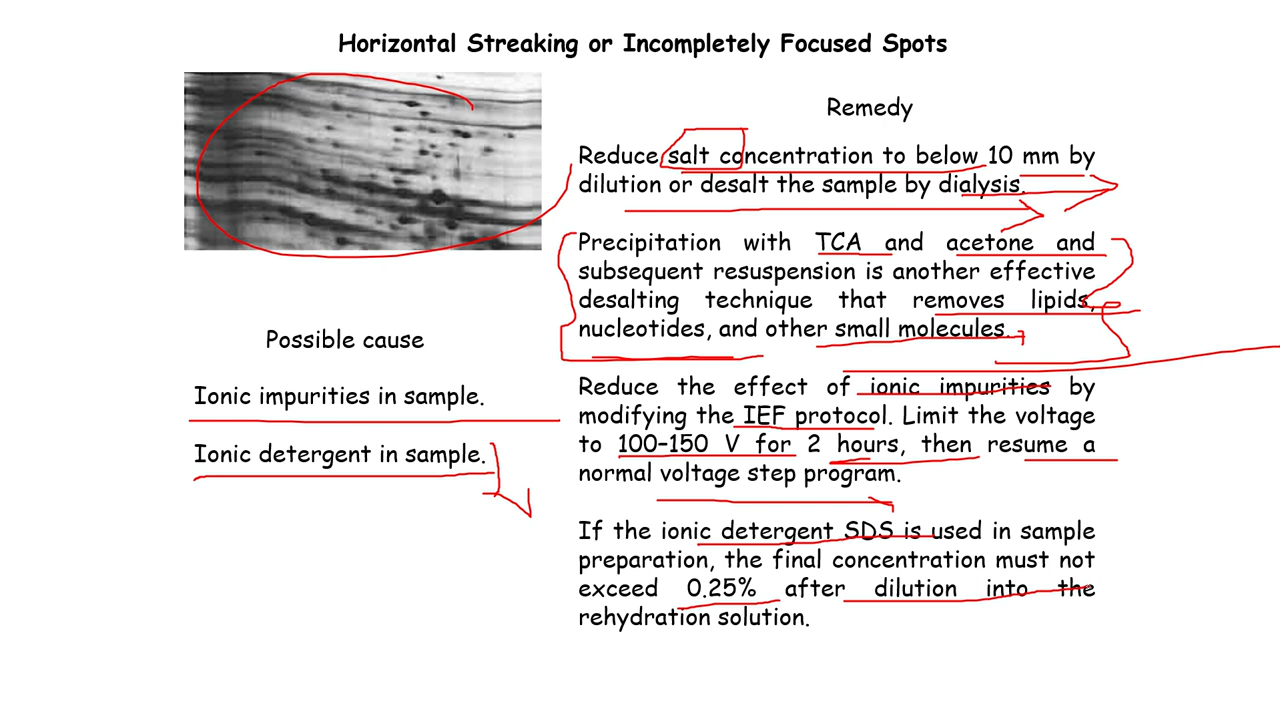 Horizontal Streaking or Incompletely Focused Spots
Remedy
Reduce salt concentration to below 10 mm by
dilution or desalt the sample by dialysis.
Precipitation with TCA and acetone and
subsequent resuspension is another effective
desalting technique that removes lipids,
nucleotides, and other small molecules.
Possible cause
Ionic impurities in sample.
Ionic detergent in sample.
Reduce the effect of ionic impurities by
modifying the IEF protocol. Limit the voltage
to 100–150 V for 2 hours, then resume a
normal voltage step program.
If the ionic detergent SDS is used in sample
preparation, the final concentration must not
exceed 0.25% after dilution into the
rehydration solution.